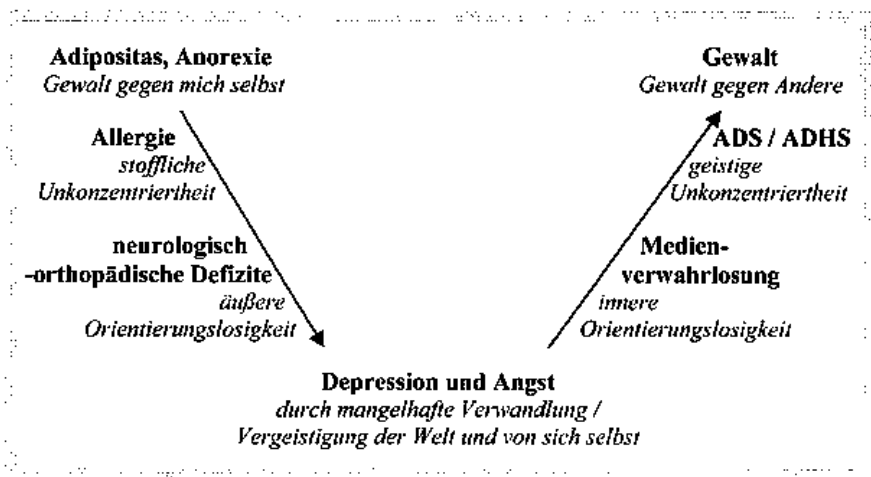 Adipositas, Anorexie
Gewalt gegen mich selbst
Allergie
stoffliche
Unkonzentriertheit
neurologisch
-orthopädische Defizite
äußere
Orientierungslosigkeit
Depression und Angst
durch mangelhafte Verwandlung /
Vergeistigung der Welt und von sich selbst
Medien-
verwahrlosung
innere
Orientierungslosigkeit
ADS / ADHS
geistige
Unkonzentriertheit
Gewalt
Gewalt gegen Andere